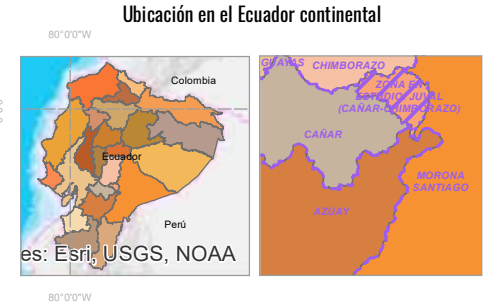 Ubicación en el Ecuador continental
80°0'0"W
Colombia
Ecuador
Perú
es: Esri, USGS, NOAA
80°0'0"W
GUAYAS
CHIMBORAZO
ZONA EN
ESTUDIO JUVAL
(CAÑAR-CHIMBORAZO)
CAÑAR
MORONA
SANTIAGO
AZUAY